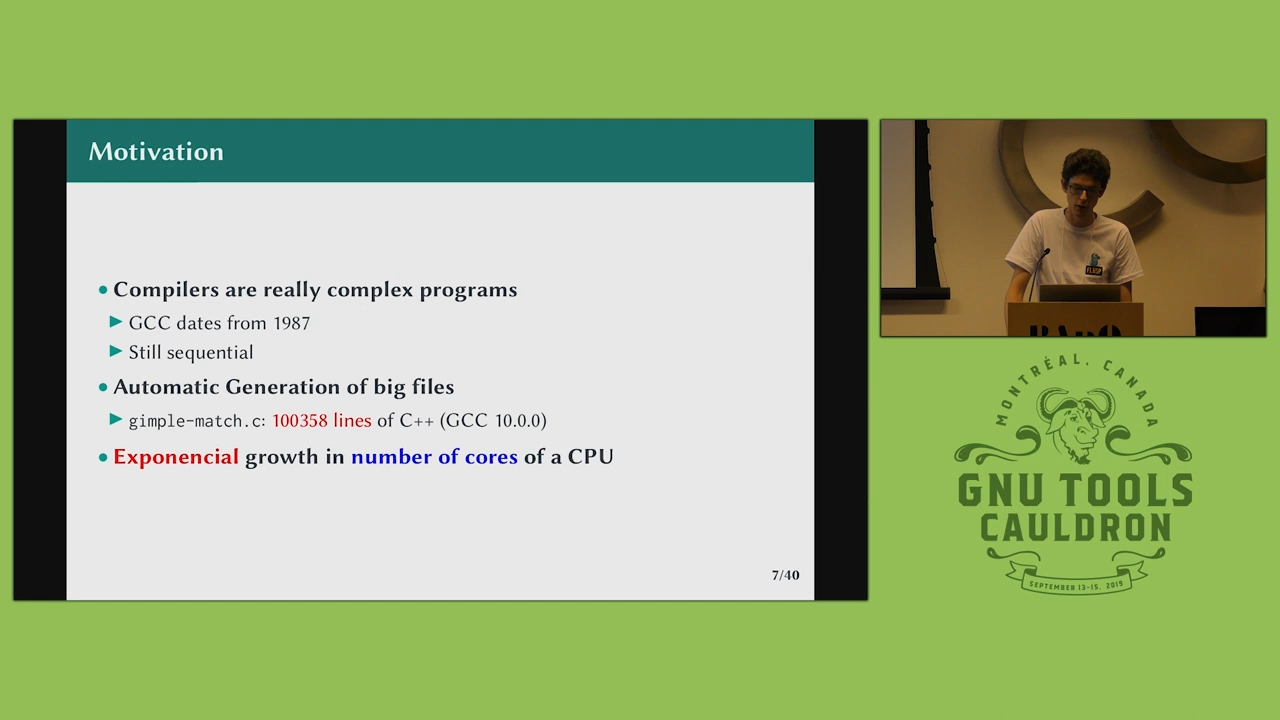 Motivation
• Compilers are really complex programs
▶ GCC dates from 1987
▶ Still sequential
• Automatic Generation of big files
▶ gimple-match.c: 100358 lines of C++ (GCC 10.0.0)
• Exponencial growth in number of cores of a CPU
7/40
FLUSP
MONTRÉAL, CANADA
GNU TOOLS
CAULDRON
SEPTEMBER 13-15, 2019